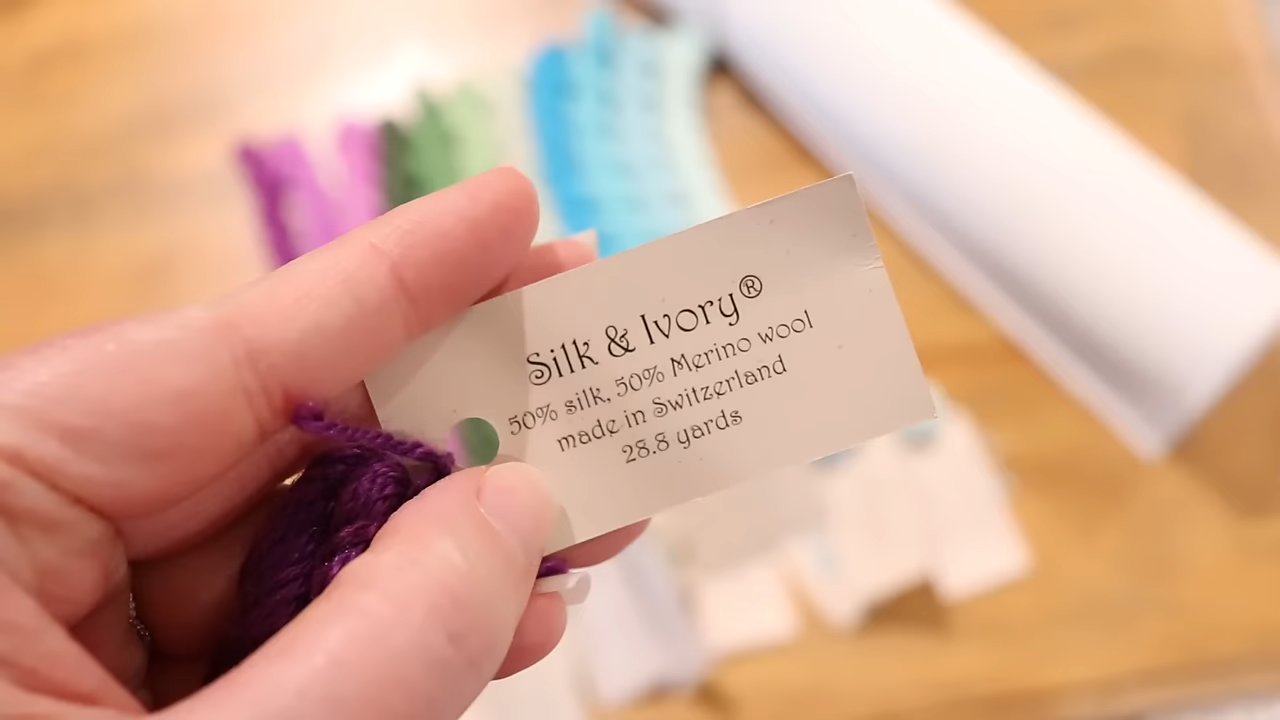 Silk & Ivory®
50% silk, 50% Merino wool
made in Switzerland
28.8 yards